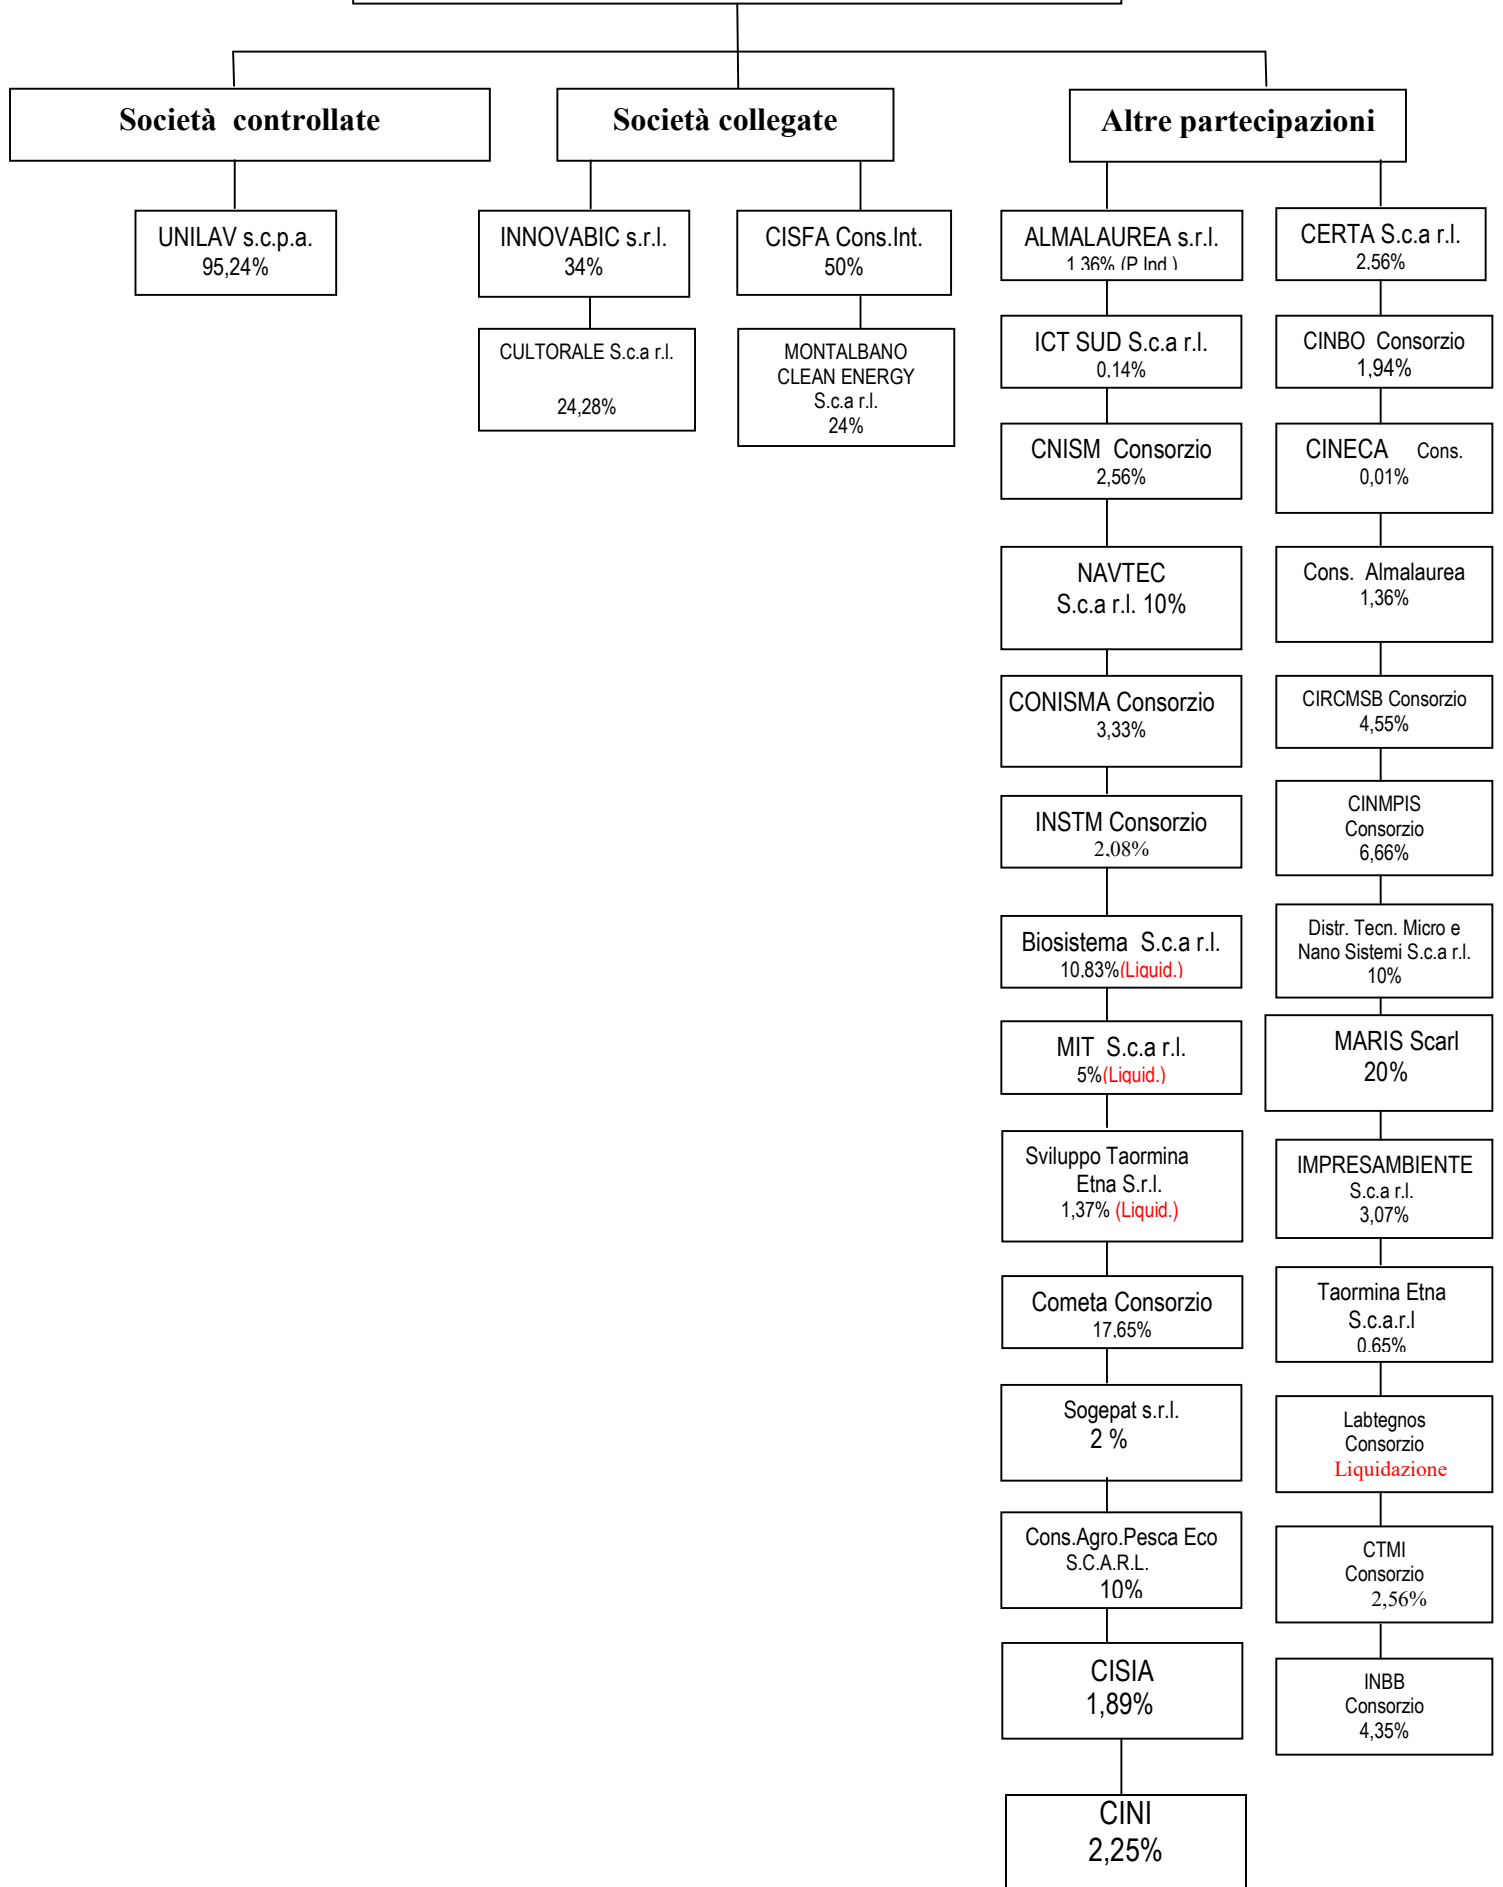 Società controllate
Società collegate
Altre partecipazioni
UNILAV s.c.p.a.
95,24%
INNOVABIC s.r.l.
34%
CISFA Cons.Int.
50%
CULTORALE S.c.a r.l.
24,28%
MONTALBANO
CLEAN ENERGY
S.c.a r.l.
24%
ALMALAUREA s.r.l.
1,36% (P.Ind.)
ICT SUD S.c.a r.l.
0,14%
CNISM Consorzio
2,56%
NAVTEC
S.c.a r.l. 10%
CONISMA Consorzio
3,33%
INSTM Consorzio
2,08%
Biosistema S.c.a r.l.
10,83%(Liquid.)
MIT S.c.a r.l.
5%(Liquid.)
Sviluppo Taormina
Etna S.r.l.
1,37% (Liquid.)
Cometa Consorzio
17,65%
Sogepat s.r.l.
2 %
Cons.Agro.Pesca Eco
S.C.A.R.L.
10%
CISIA
1,89%
CINI
2,25%
CERTA S.c.a r.l.
2,56%
CINBO Consorzio
1,94%
CINECA Cons.
0,01%
Cons. Almalaurea
1,36%
CIRCMSB Consorzio
4,55%
CINMPIS
Consorzio
6,66%
Distr. Tecn. Micro e
Nano Sistemi S.c.a r.l.
10%
MARIS Scarl
20%
IMPRESAMBIENTE
S.c.a r.l.
3,07%
Taormina Etna
S.c.a.r.l
0,65%
Labtegnos
Consorzio
Liquidazione
CTMI
Consorzio
2,56%
INBB
Consorzio
4,35%